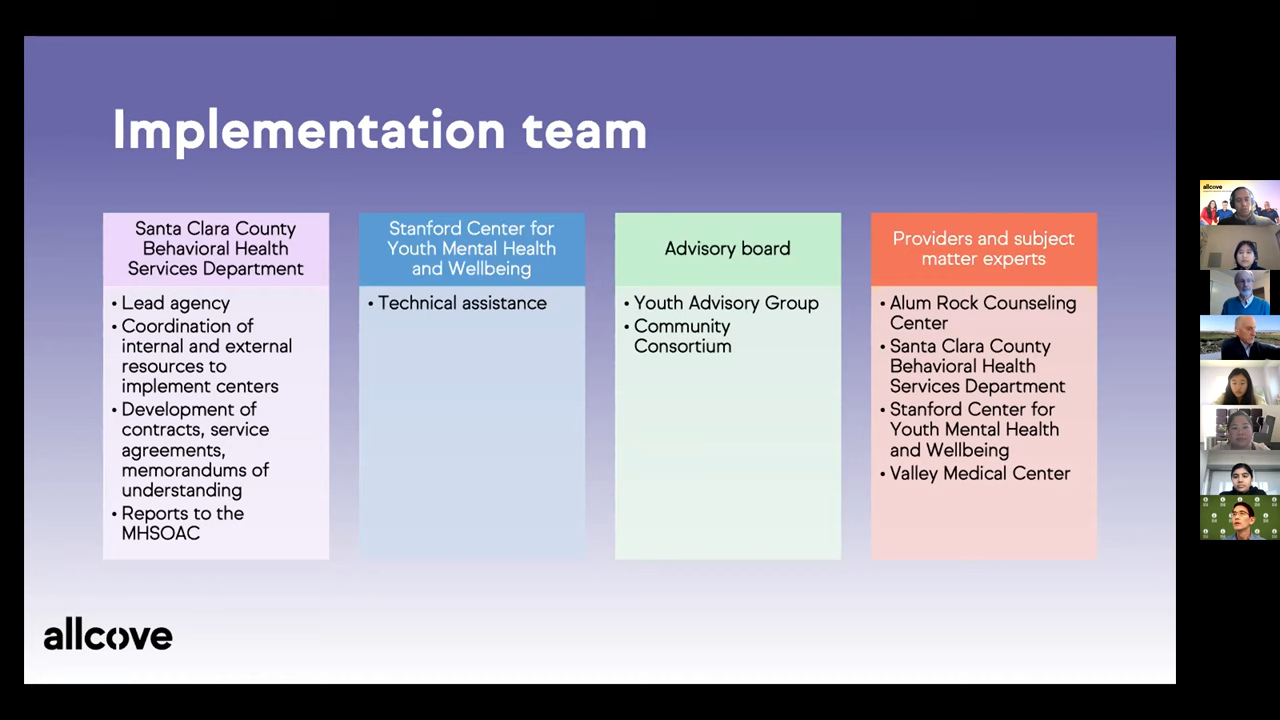 Implementation team
Santa Clara County
Behavioral Health
Services Department
• Lead agency
• Coordination of
internal and external
resources to
implement centers
• Development of
contracts, service
agreements,
memorandums of
understanding
• Reports to the
MHSOAC
Stanford Center for
Youth Mental Health
and Wellbeing
• Technical assistance
Advisory board
• Youth Advisory Group
• Community
Consortium
Providers and subject
matter experts
• Alum Rock Counseling
Center
• Santa Clara County
Behavioral Health
Services Department
• Stanford Center for
Youth Mental Health
and Wellbeing
• Valley Medical Center
allcove
allcove